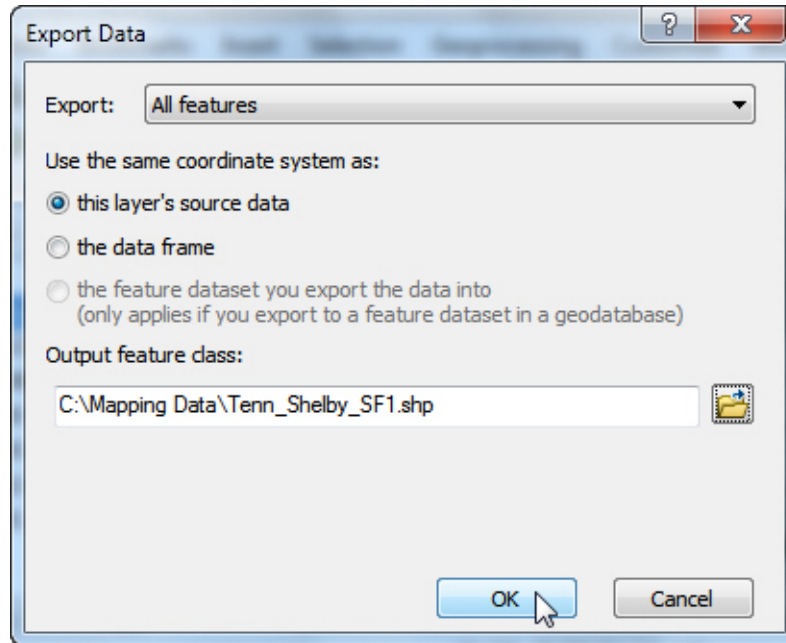 Export Data
Export: All features
Use the same coordinate system as:
this layer's source data
the data frame
the feature dataset you export the data into
(only applies if you export to a feature dataset in a geodatabase)
Output feature class:
C:\Mapping Data\Tenn_Shelby_SF1.shp
OK Cancel